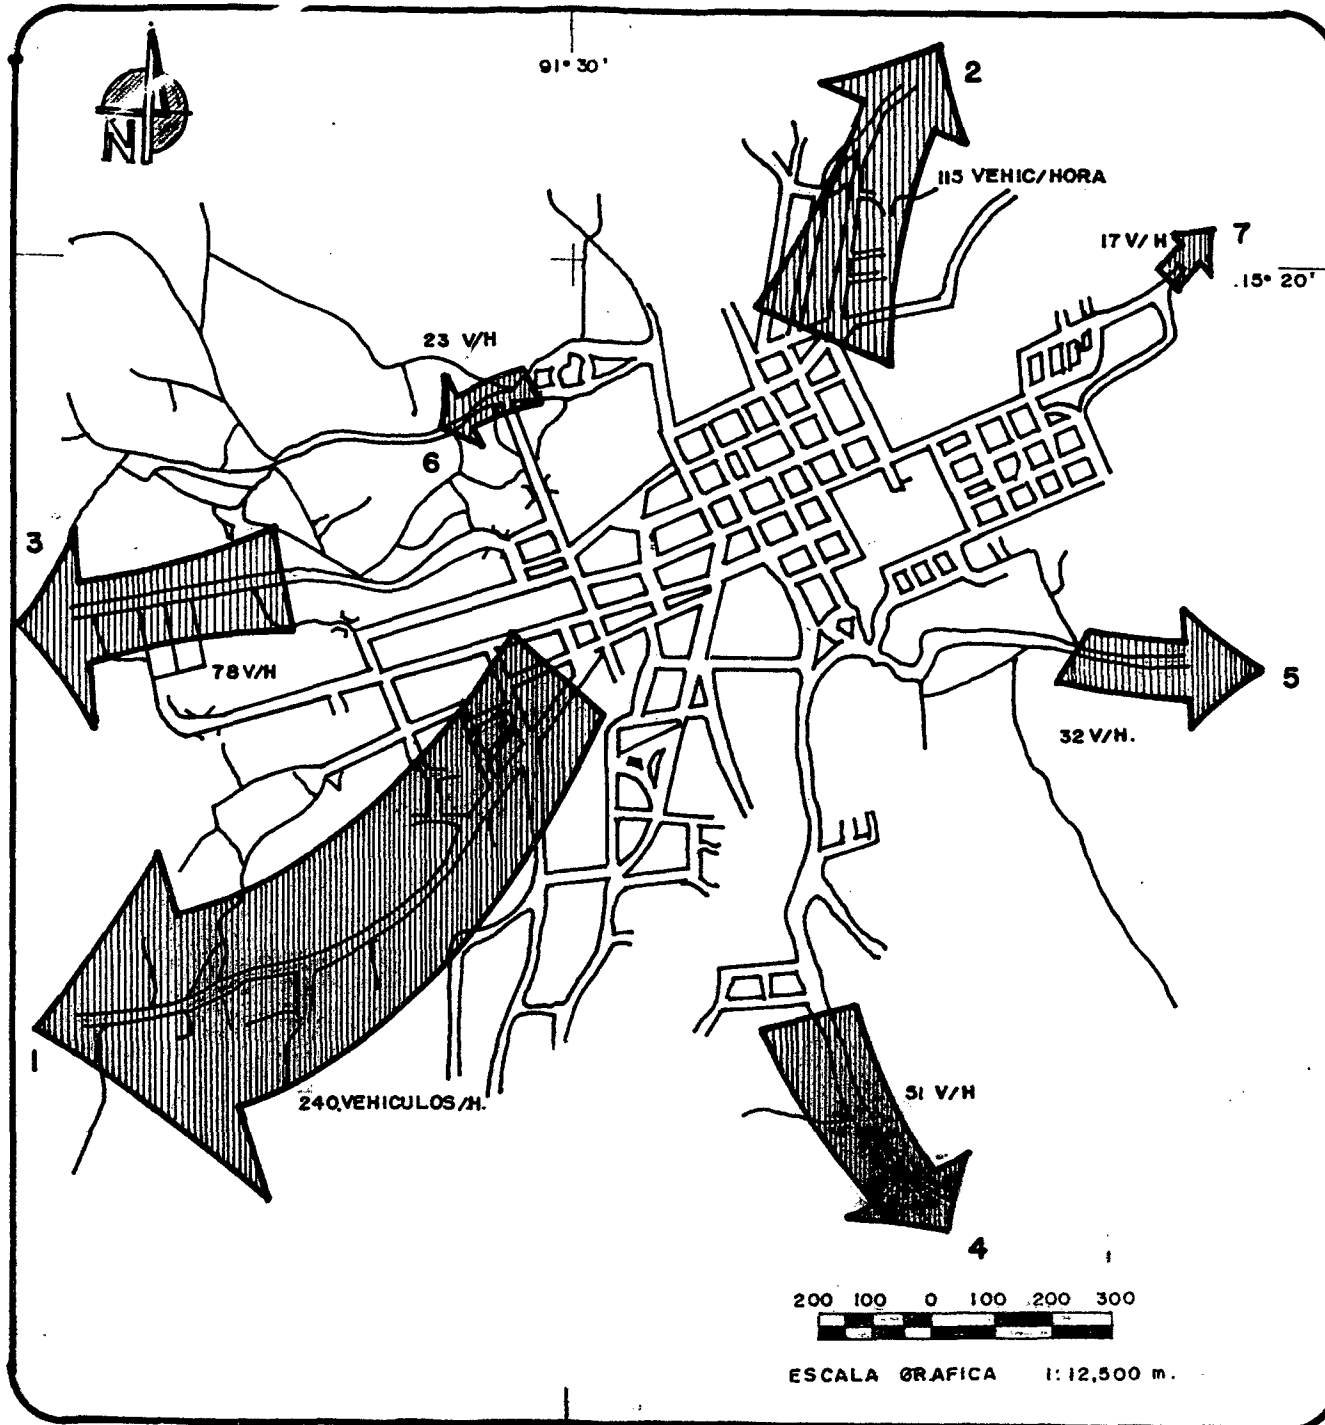 N
91° 30'
2
115 VEHIC/HORA
17 V/H
7
15° 20'
23 V/H
6
3
78 V/H
5
32 V/H.
1
240 VEHICULOS/H.
51 V/H
4
200 100 0 100 200 300
ESCALA GRAFICA 1:12,500 m.